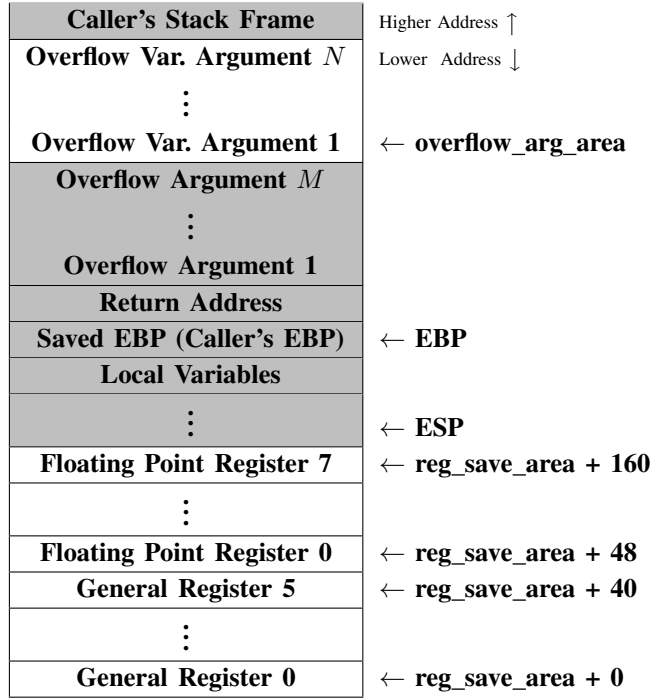 Caller's Stack Frame Higher Address ↑
Overflow Var. Argument N Lower Address ↓
⋮
Overflow Var. Argument 1 ← overflow_arg_area
Overflow Argument M
⋮
Overflow Argument 1
Return Address
Saved EBP (Caller's EBP) ← EBP
Local Variables
⋮ ← ESP
Floating Point Register 7 ← reg_save_area + 160
⋮
Floating Point Register 0 ← reg_save_area + 48
General Register 5 ← reg_save_area + 40
⋮
General Register 0 ← reg_save_area + 0